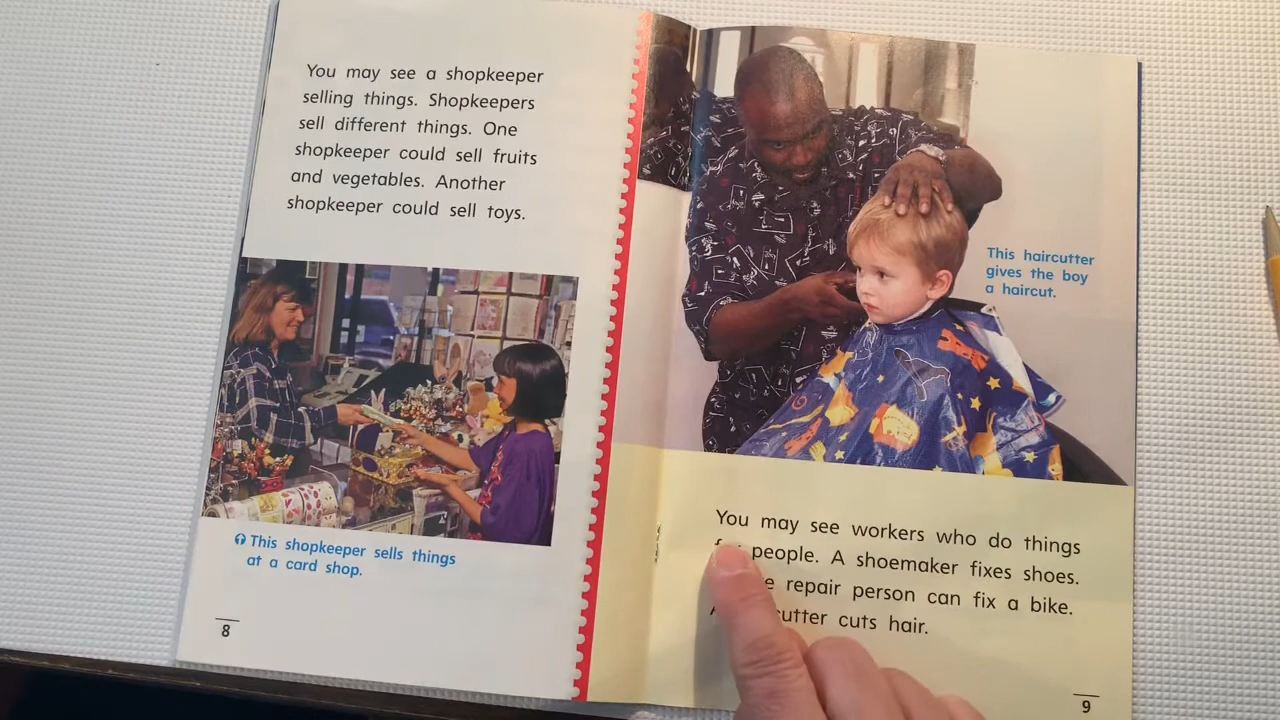 You may see a shopkeeper
selling things. Shopkeepers
sell different things. One
shopkeeper could sell fruits
and vegetables. Another
shopkeeper could sell toys.
This shopkeeper sells things
at a card shop.
8
This haircutter
gives the boy
a haircut.
You may see workers who do things
people. A shoemaker fixes shoes.
repair person can fix a bike.
cuts hair.
9